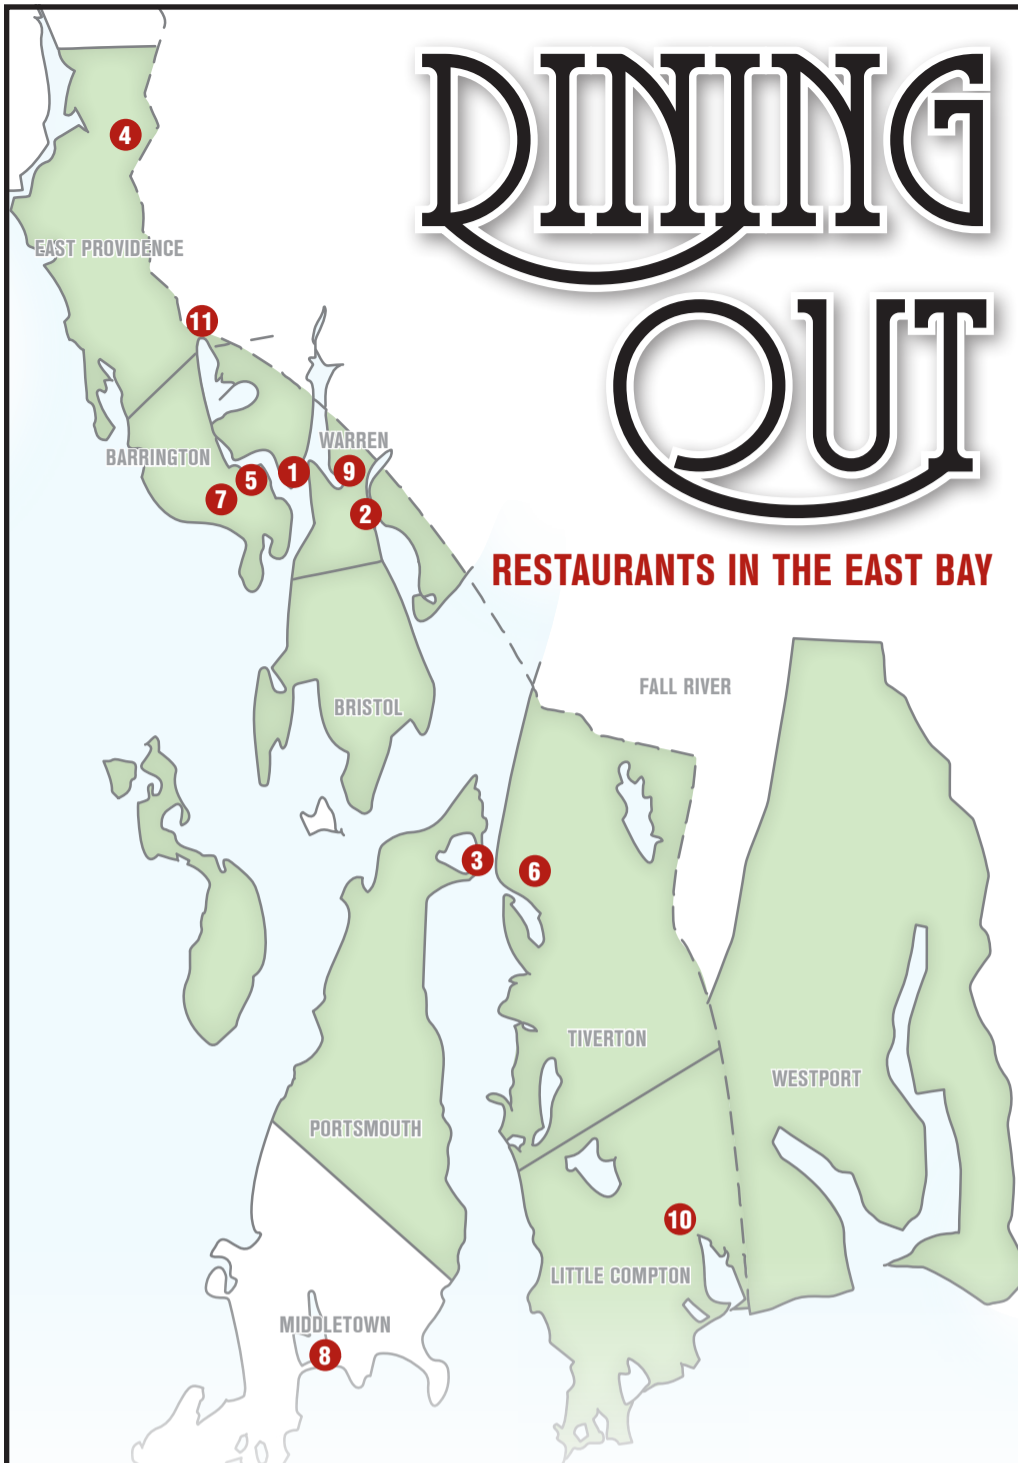 DINING
OUT
RESTAURANTS IN THE EAST BAY
4
EAST PROVIDENCE
11
WARREN
BARRINGTON
1
9
5
7
2
FALL RIVER
BRISTOL
3
6
TIVERTON
WESTPORT
PORTSMOUTH
10
LITTLE COMPTON
MIDDLETOWN
8